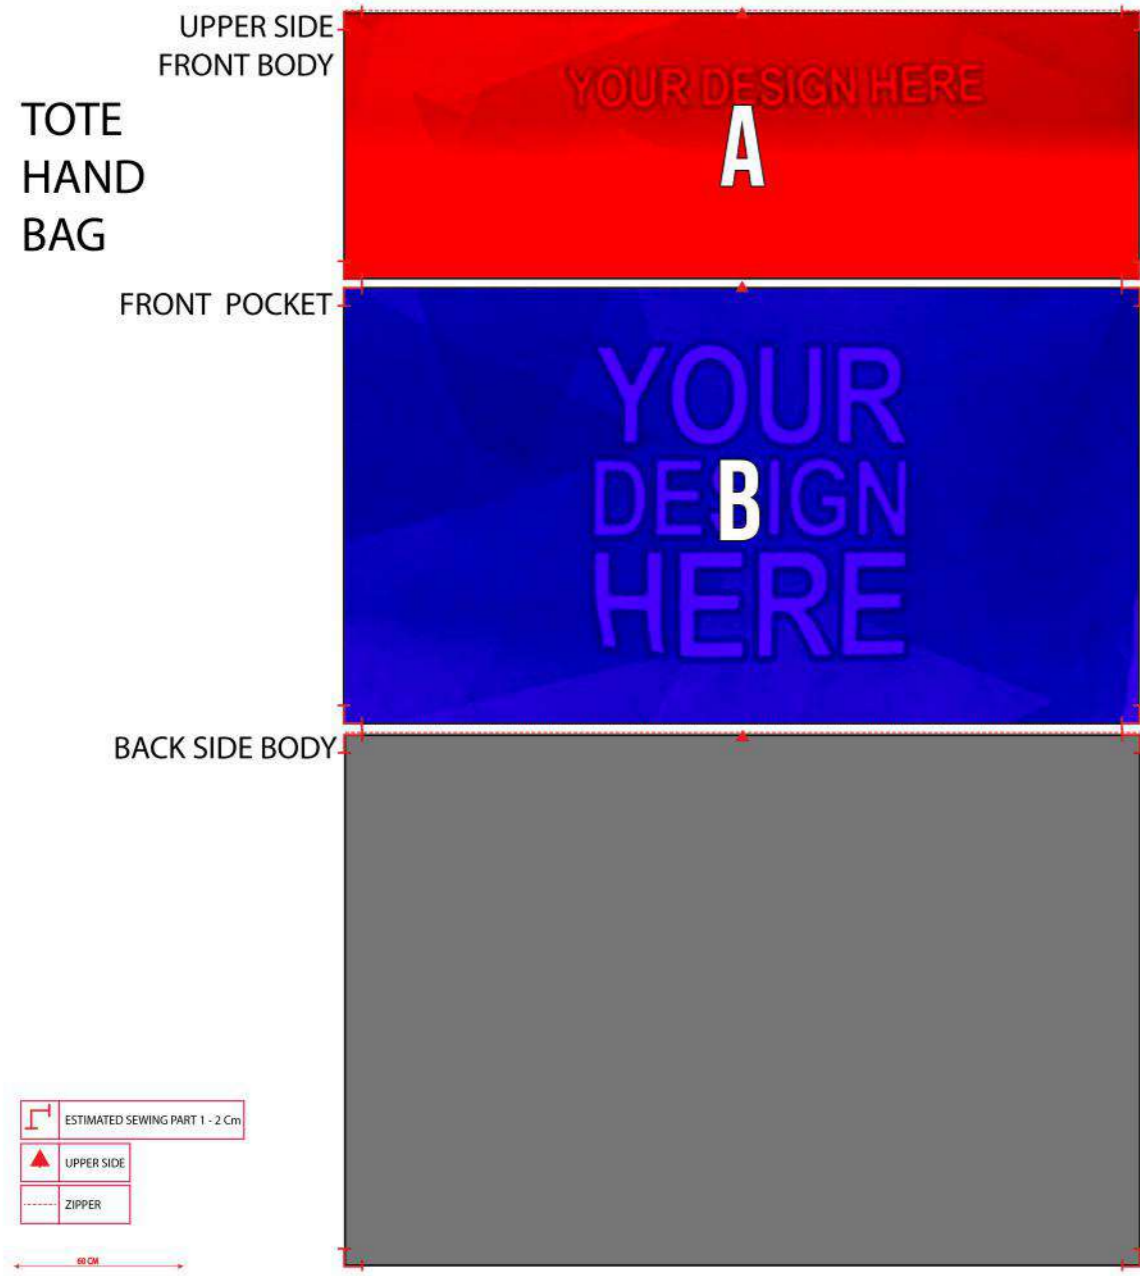 UPPER SIDE
FRONT BODY
TOTE
HAND
BAG
YOUR DESIGN HERE
A
FRONT POCKET
YOUR
DESIGN
HERE
B
BACK SIDE BODY
ESTIMATED SEWING PART 1 - 2 Cm
UPPER SIDE
ZIPPER
60 CM